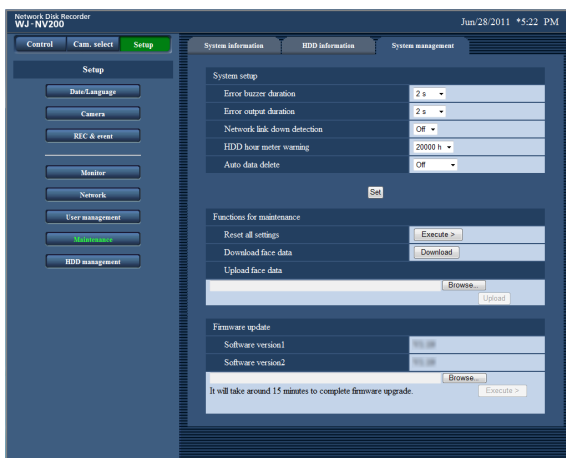 Network Disk Recorder
WJ-NV200
Jun/28/2011 *5:22 PM
Control Cam. select Setup
System information HDD information System management
Setup
Date/Language
Camera
REC & event
Monitor
Network
User management
Maintenance
HDD management
System setup
Error buzzer duration 2 s
Error output duration 2 s
Network link down detection Off
HDD hour meter warning 20000 h
Auto data delete Off
Set
Functions for maintenance
Reset all settings Execute >
Download face data Download
Upload face data
Browse...
Upload
Firmware update
Software version1
Software version2
Browse...
It will take around 15 minutes to complete firmware upgrade. Execute >